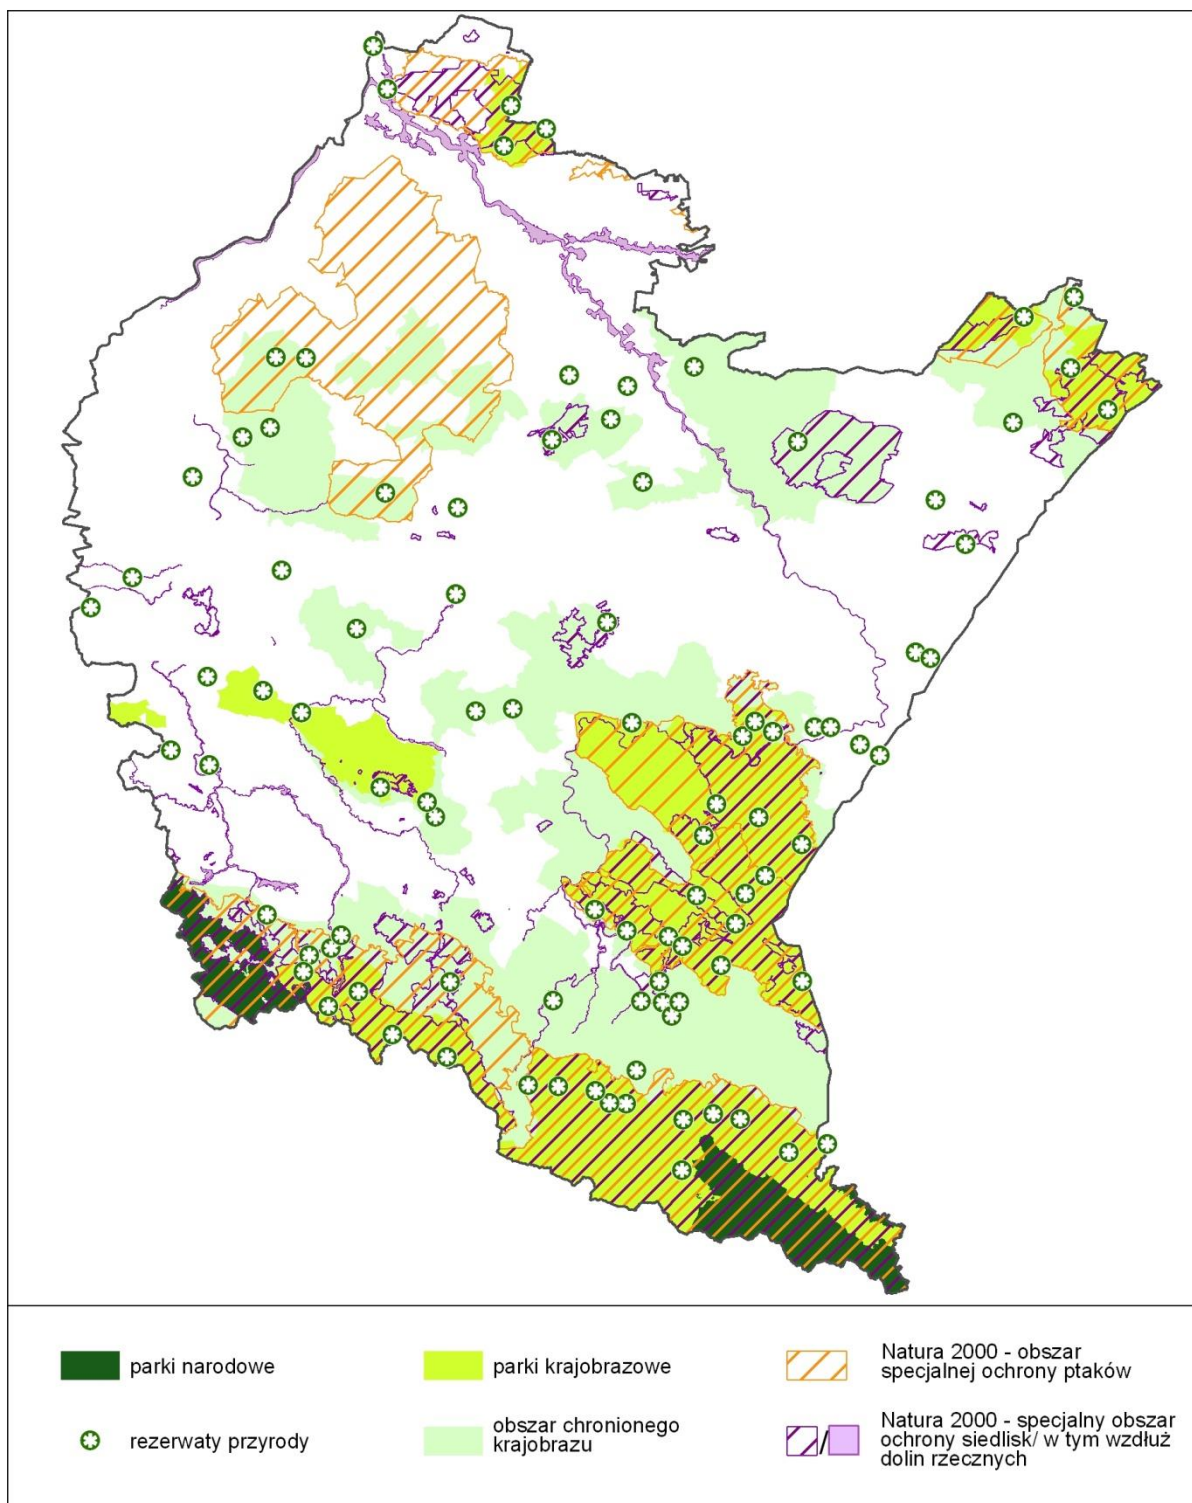 parki narodowe
parki krajobrazowe
Natura 2000 - obszar
specjalnej ochrony ptaków
rezerwaty przyrody
obszar chronionego
krajobrazu
/
Natura 2000 - specjalny obszar
ochrony siedlisk/ w tym wzdłuż
dolin rzecznych